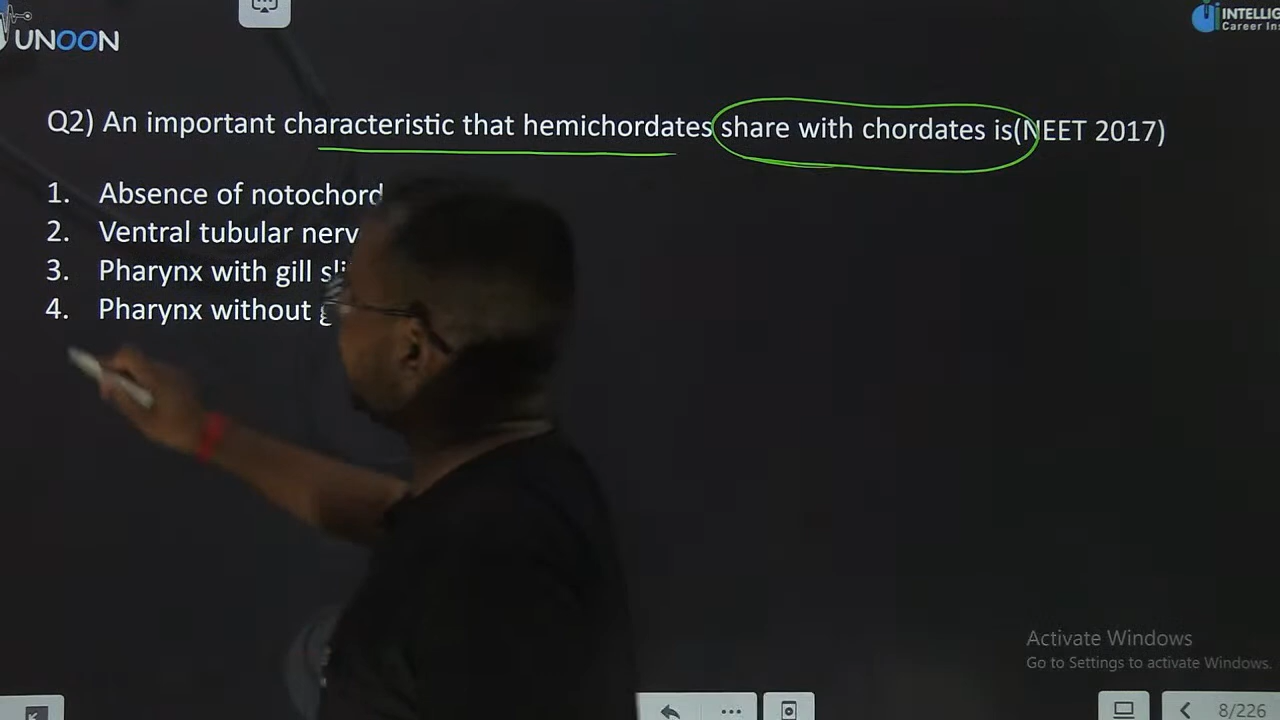 UNOON
INTELLIG
Career Ins
Q2) An important characteristic that hemichordates share with chordates is(NEET 2017)
1. Absence of notochord
2. Ventral tubular nerv
3. Pharynx with gill sli
4. Pharynx without g
Activate Windows
Go to Settings to activate Windows.
8/226